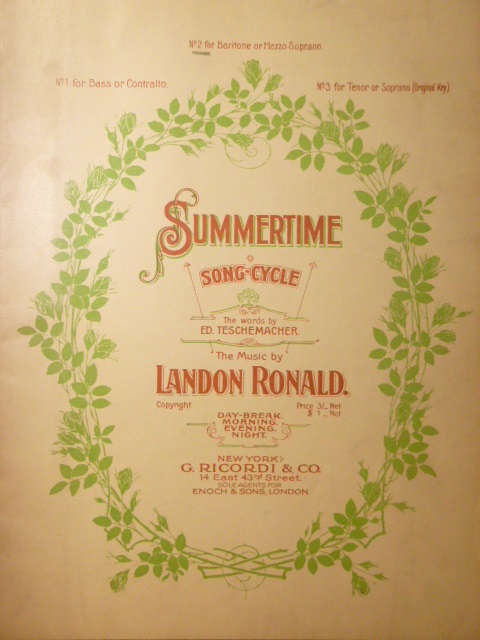 No2 for Baritone or Mezzo Soprano.
No1 for Bass or Contralto.
No3 for Tenor or Soprano (Original Key)
SUMMERTIME
SONG-CYCLE
The words by
ED. TESCHEMACHER.
The Music by
LANDON RONALD.
Copyright
Price 3/_ Net
$ 1_ Net
DAY-BREAK.
MORNING.
EVENING.
NIGHT.
NEW YORK:-
G. RICORDI & CO.
14 East 43rd Street.
SOLE AGENTS FOR
ENOCH & SONS, LONDON.